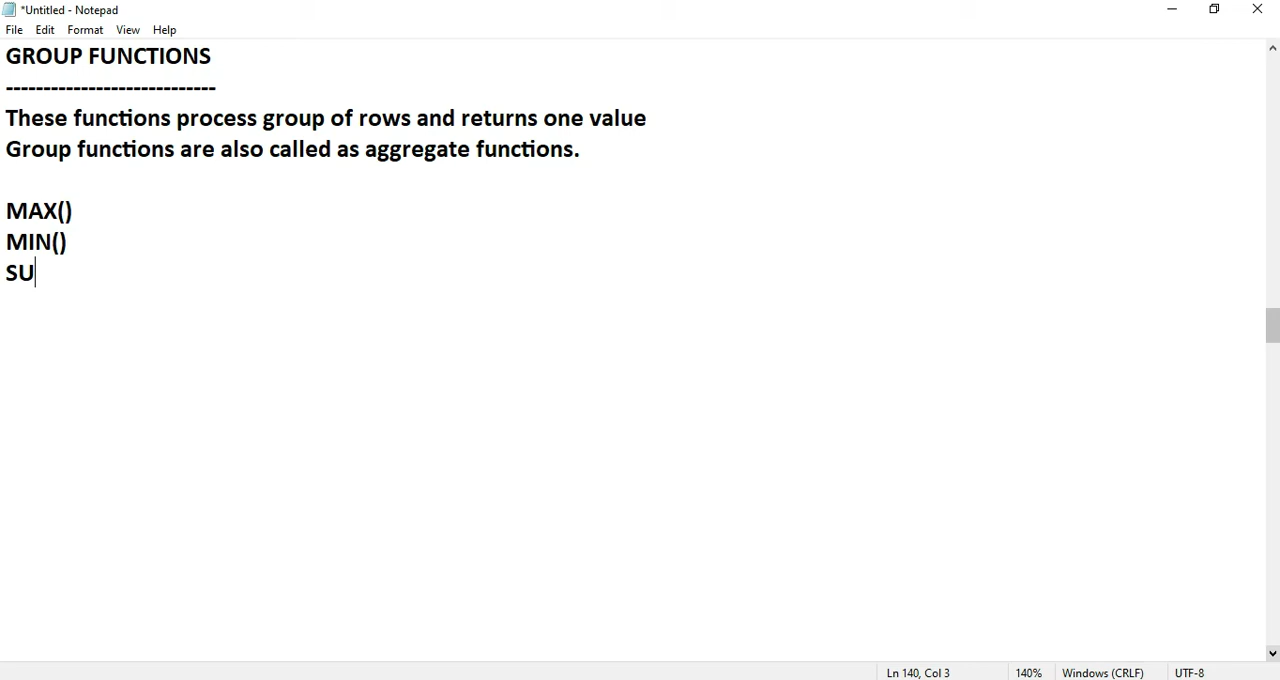 *Untitled - Notepad
File Edit Format View Help
GROUP FUNCTIONS
----------------------------
These functions process group of rows and returns one value
Group functions are also called as aggregate functions.
MAX()
MIN()
SU
Ln 140, Col 3 140% Windows (CRLF) UTF-8